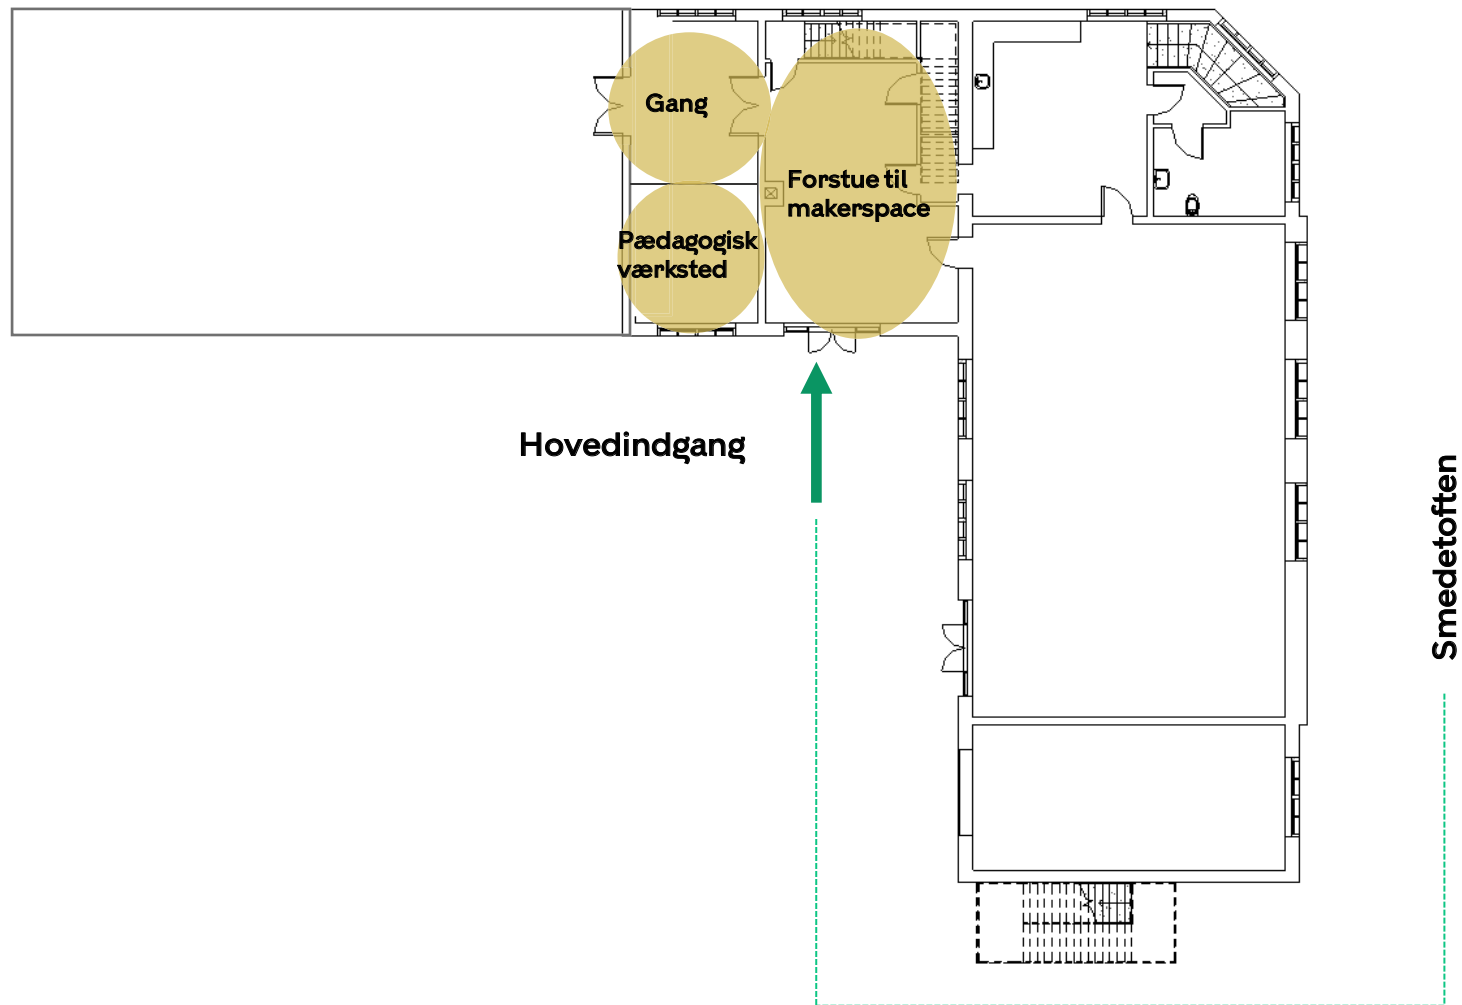 Gang
Forstue til
makerspace
Pædagogisk
værksted
Hovedindgang
Smedetoften